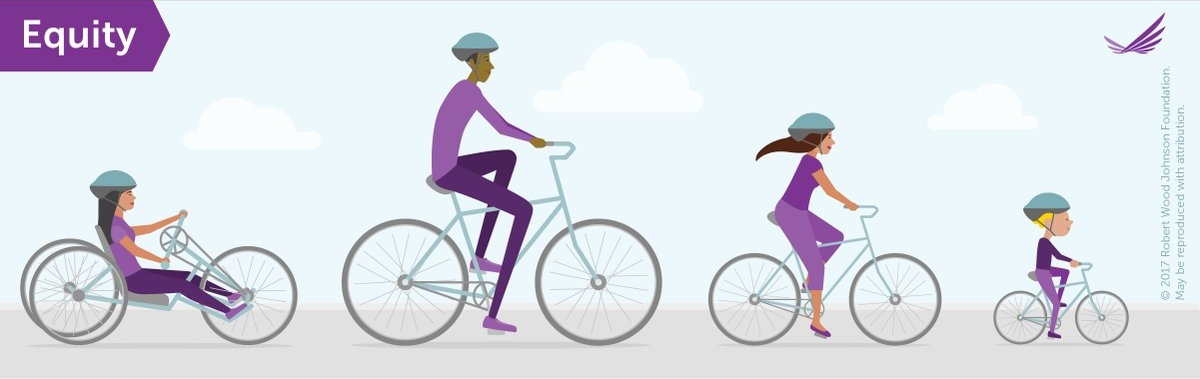 Equity
© 2017 Robert Wood Johnson Foundation.
May be reproduced with attribution.